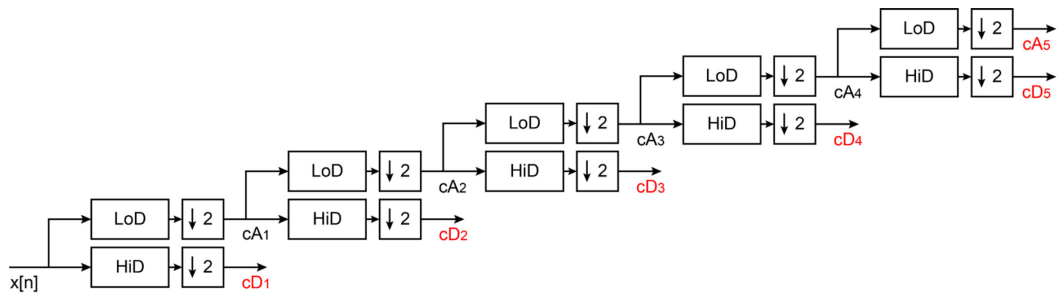 LoD ↓ 2
cA5
LoD ↓ 2 HiD ↓ 2
cA4 cD5
LoD ↓ 2 HiD ↓ 2
cA3 cD4
LoD ↓ 2 HiD ↓ 2
cA2 cD3
LoD ↓ 2 HiD ↓ 2
cA1 cD2
HiD ↓ 2
x[n] cD1